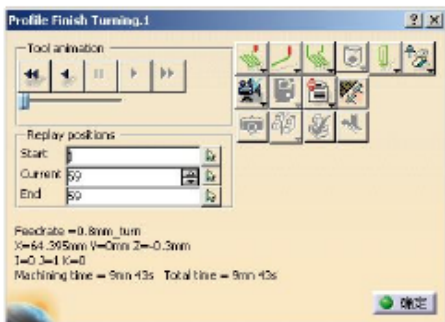 Profile Finish Turning.1
Tool animation
Replay positions
Start
Current 59
End 59
Feedrate =0.8mm_turn
X=64.395mm Y=0mm Z=-0.3mm
I=0 J=1 K=0
Machining time = 9mn 43s Total time = 9mn 43s
确定